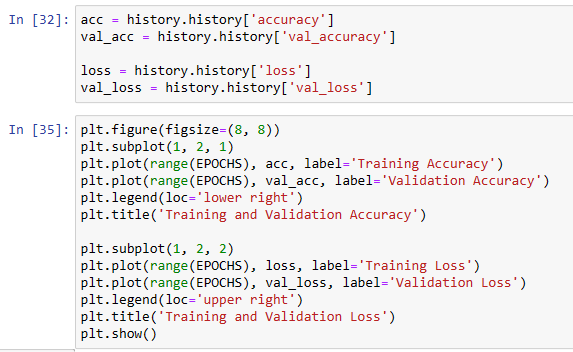 In [32]: acc = history.history['accuracy']
val_acc = history.history['val_accuracy']
loss = history.history['loss']
val_loss = history.history['val_loss']
In [35]: plt.figure(figsize=(8, 8))
plt.subplot(1, 2, 1)
plt.plot(range(EPOCHS), acc, label='Training Accuracy')
plt.plot(range(EPOCHS), val_acc, label='Validation Accuracy')
plt.legend(loc='lower right')
plt.title('Training and Validation Accuracy')
plt.subplot(1, 2, 2)
plt.plot(range(EPOCHS), loss, label='Training Loss')
plt.plot(range(EPOCHS), val_loss, label='Validation Loss')
plt.legend(loc='upper right')
plt.title('Training and Validation Loss')
plt.show()